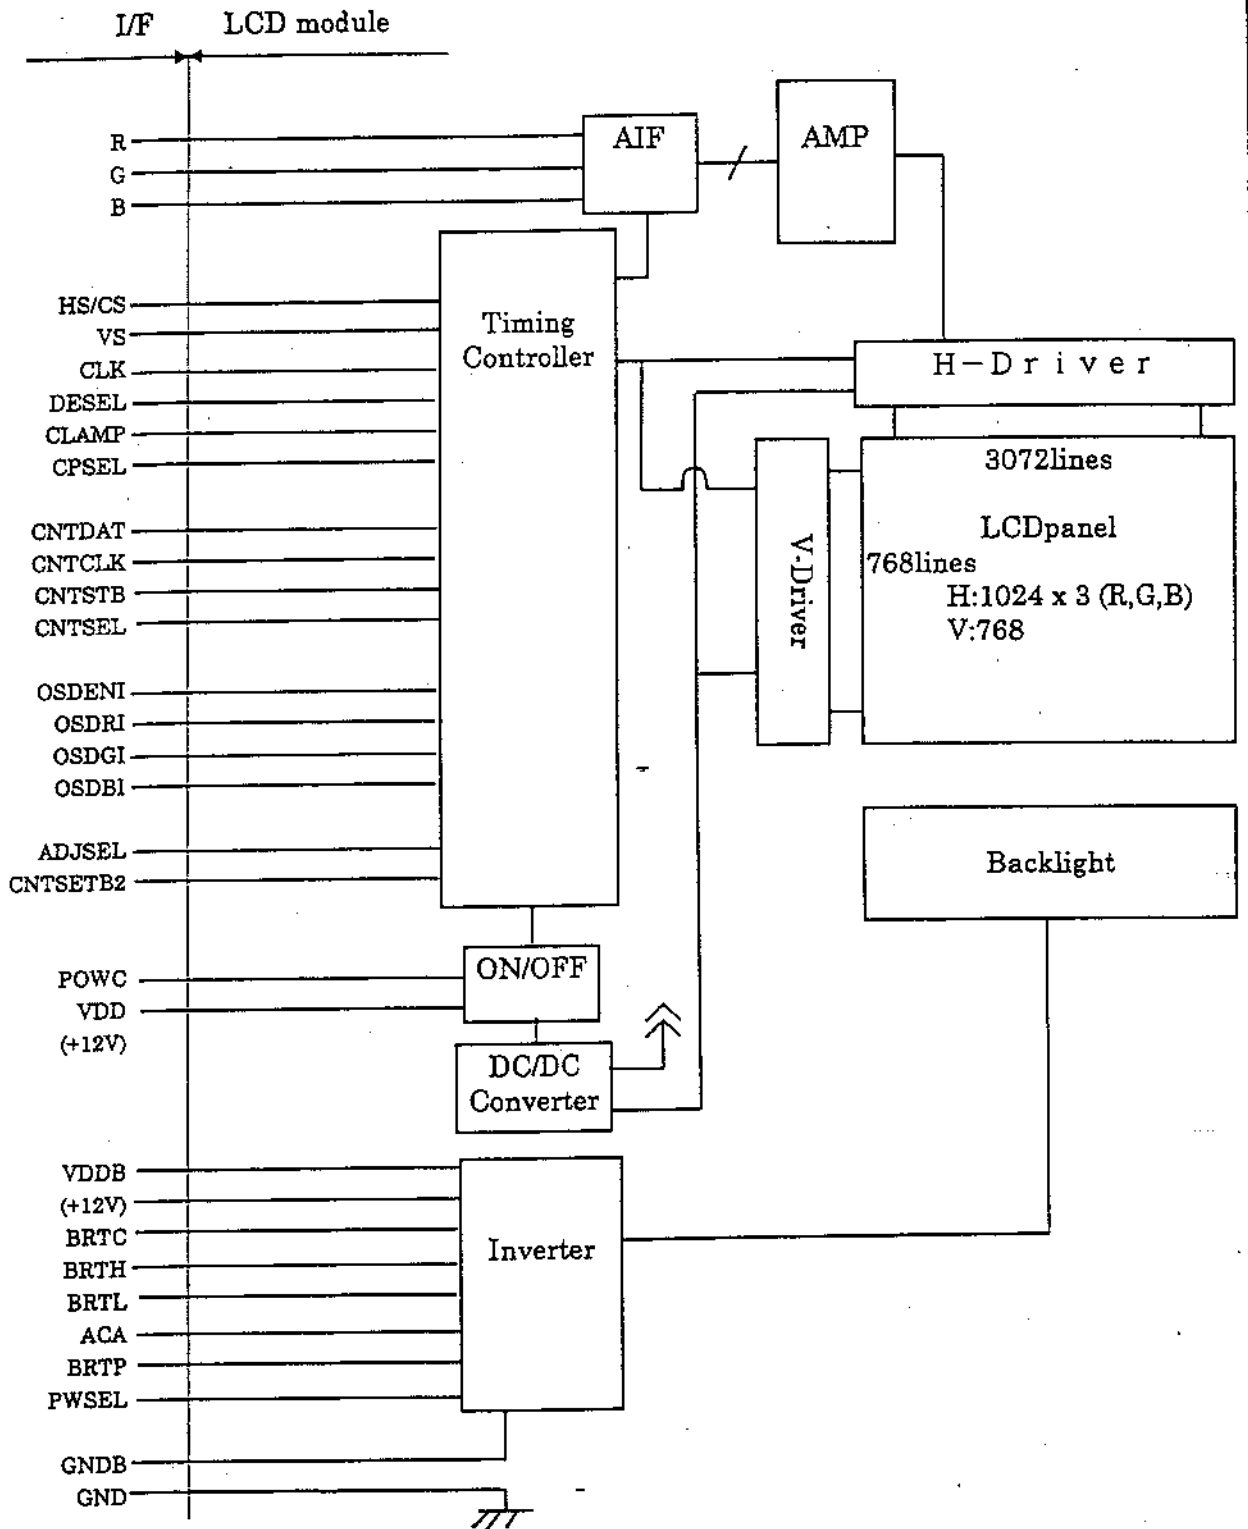 I/F LCD module
R
G
B
AIF
AMP
HS/CS
VS
CLK
DESEL
CLAMP
CPSEL
CNTDAT
CNTCLK
CNTSTB
CNTSEL
OSDENI
OSDRI
OSDGI
OSDBI
ADJSEL
CNTSETB2
Timing
Controller
H-Driver
V-Driver
3072lines
LCDpanel
768lines
H:1024 x 3 (R,G,B)
V:768
Backlight
POWC
VDD
(+12V)
ON/OFF
DC/DC
Converter
VDDB
(+12V)
BRTC
BRTH
BRTL
ACA
BRTP
PWSEL
GNDB
GND
Inverter